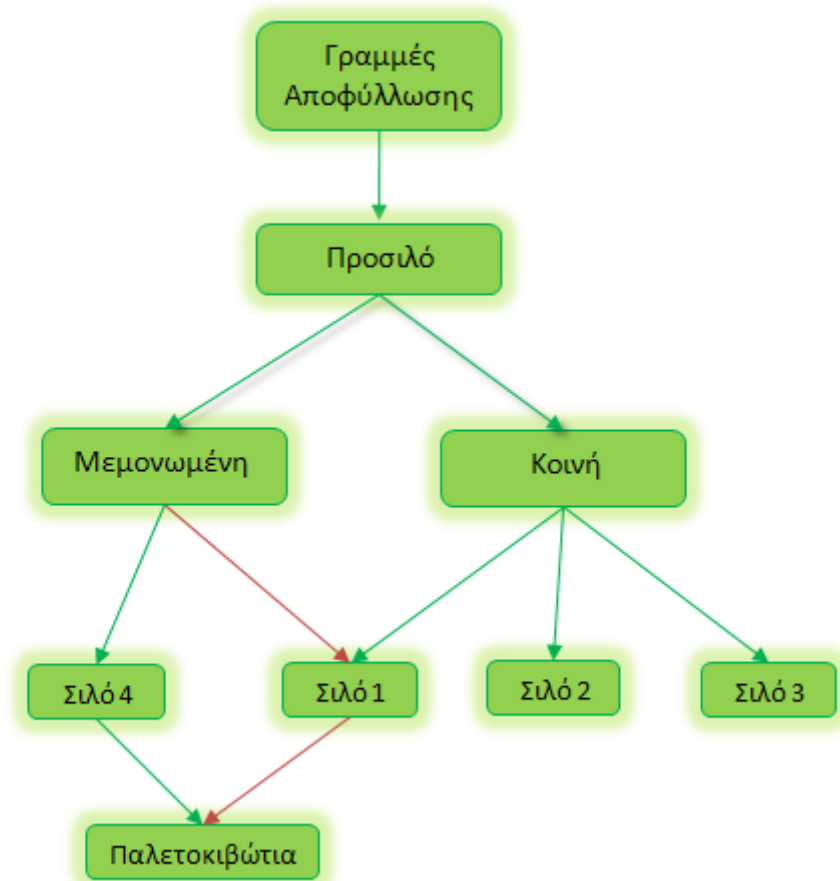 Γραμμές
Αποφύλλωσης
Προσιλό
Μεμονωμένη
Κοινή
Σιλό 4
Σιλό 1
Σιλό 2
Σιλό 3
Παλετοκιβώτια